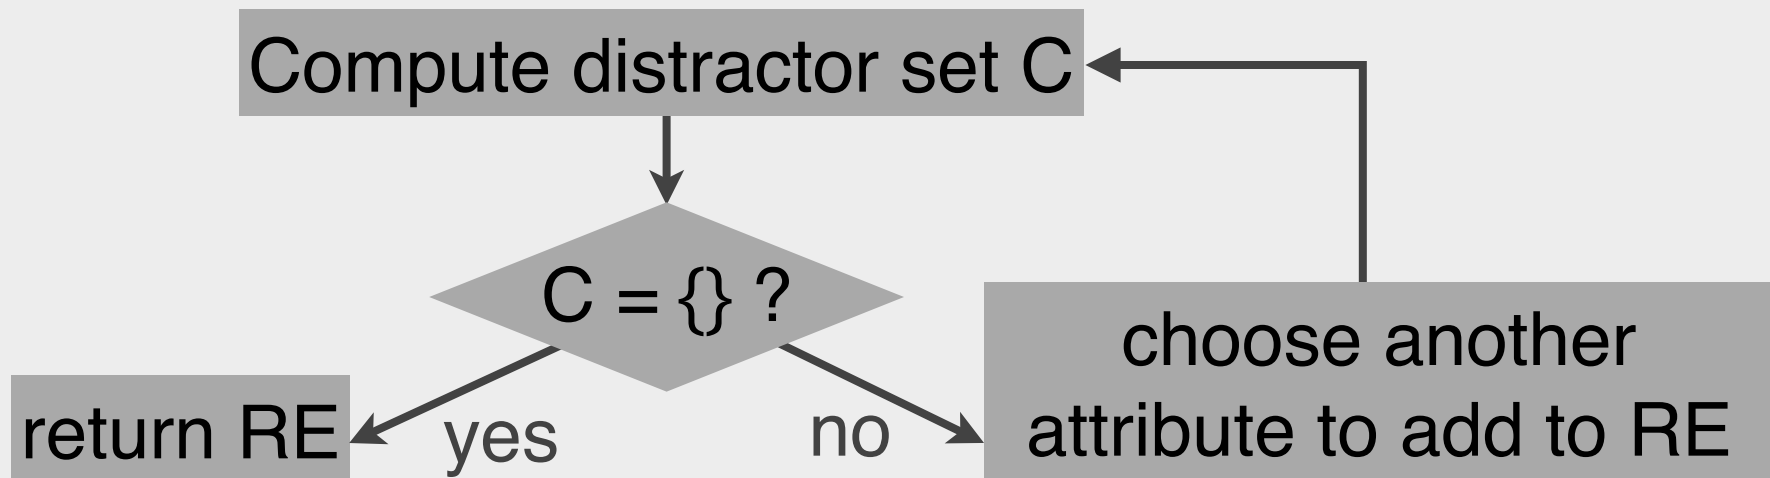 Compute distractor set C
C = {} ?
choose another
attribute to add to RE
return RE
yes
no